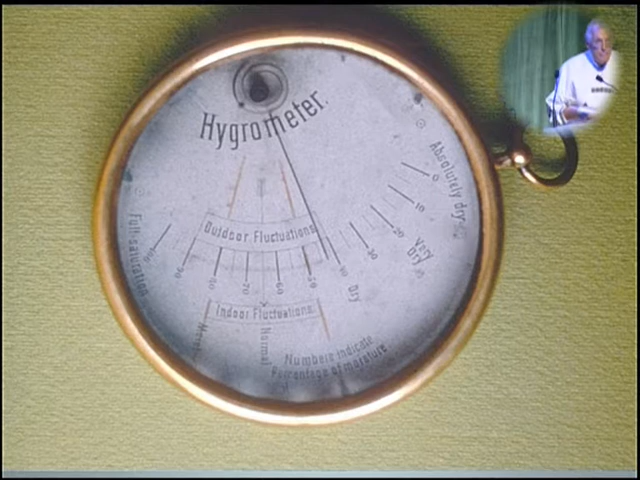 Hygrometer.
Absolutely dry.
0
10
20
Very
Dry
30
40
Dry
Outdoor Fluctuations
50
60
70
80
90
100
Full saturation
Indoor Fluctuations.
Moist
Normal
Numbers indicate
Percentage of moisture